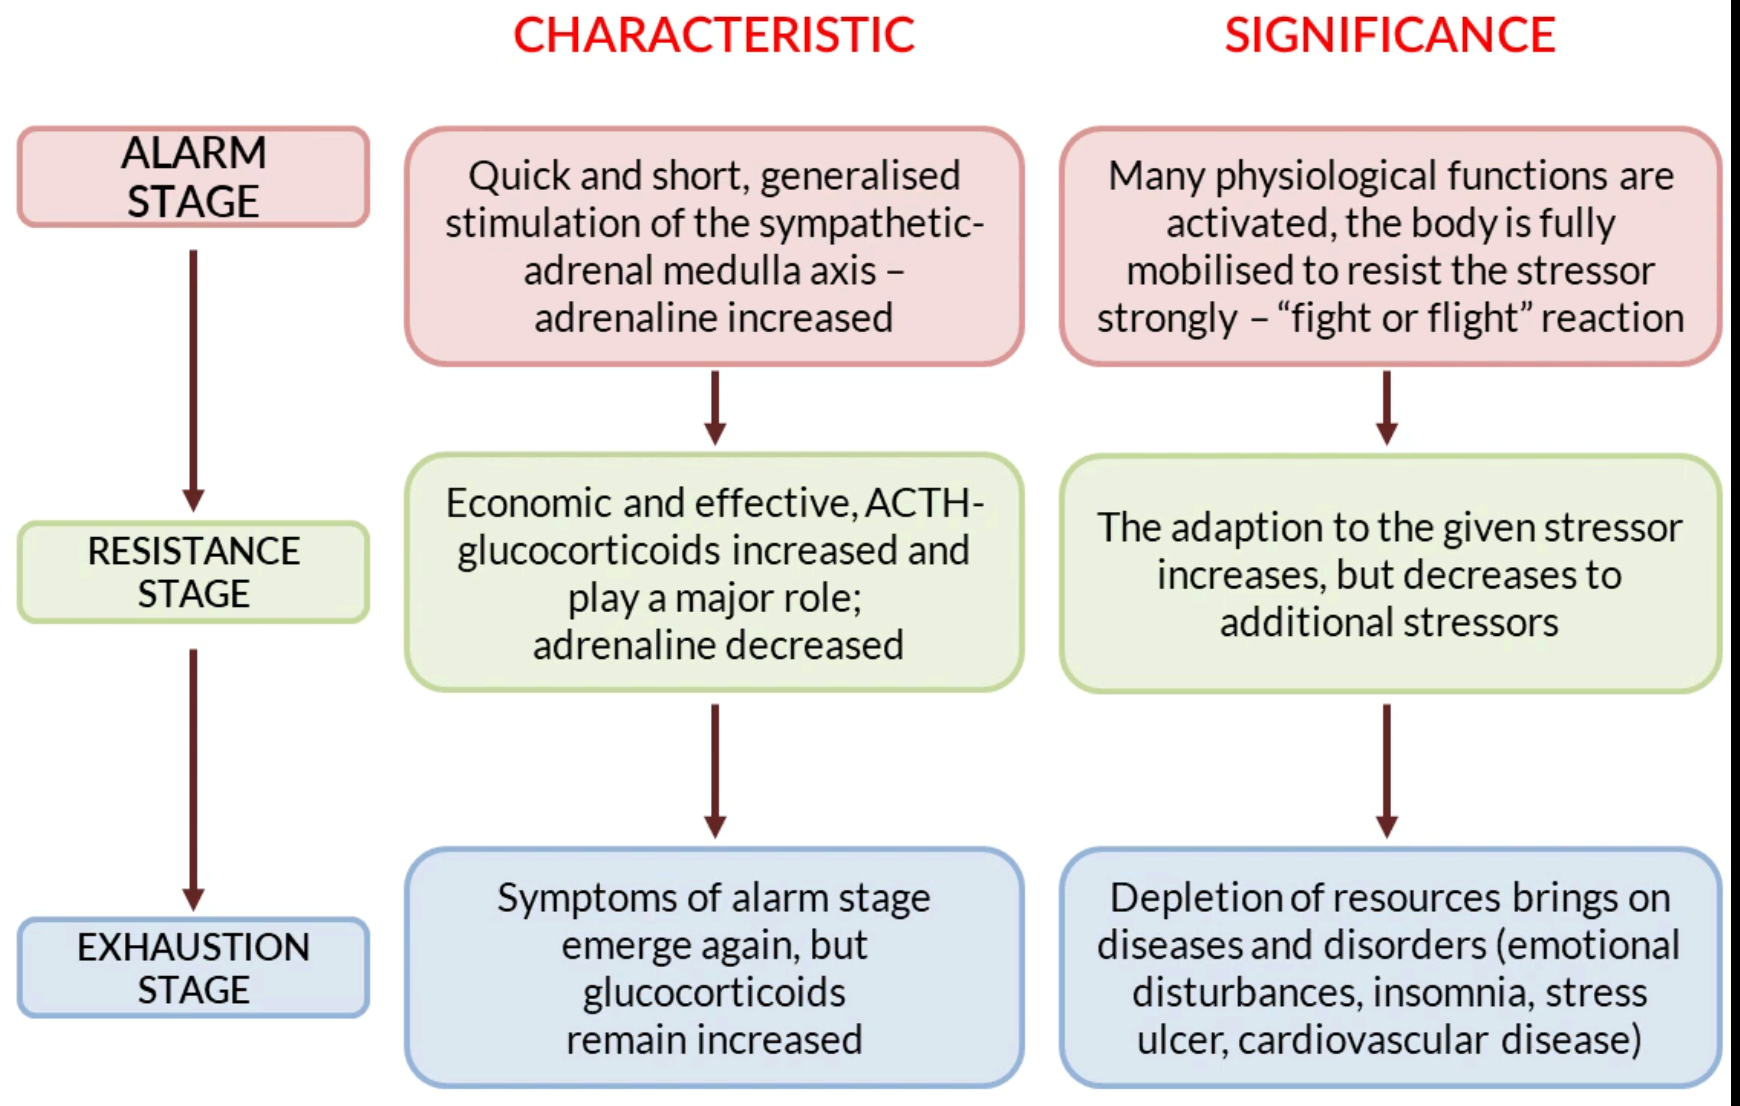 CHARACTERISTIC
SIGNIFICANCE
ALARM
STAGE
Quick and short, generalised
stimulation of the sympathetic-
adrenal medulla axis –
adrenaline increased
Many physiological functions are
activated, the body is fully
mobilised to resist the stressor
strongly – “fight or flight” reaction
RESISTANCE
STAGE
Economic and effective, ACTH-
glucocorticoids increased and
play a major role;
adrenaline decreased
The adaption to the given stressor
increases, but decreases to
additional stressors
EXHAUSTION
STAGE
Symptoms of alarm stage
emerge again, but
glucocorticoids
remain increased
Depletion of resources brings on
diseases and disorders (emotional
disturbances, insomnia, stress
ulcer, cardiovascular disease)